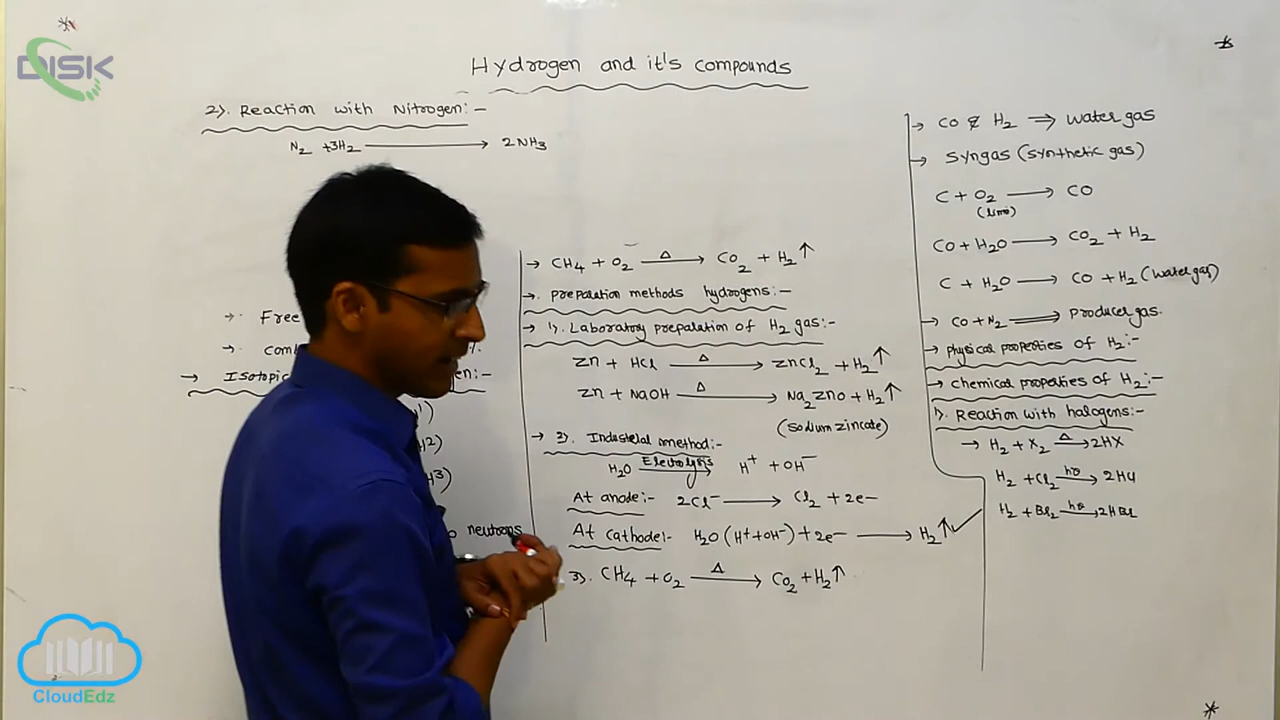 DISK
Hydrogen and it's compounds
2). Reaction with Nitrogen:-
N2 +3H2 → 2NH3
→ Free
→ com
→ Isotopic en:-
neutrons
→ CH4 + O2 —Δ→ CO2 + H2↑
→. preparation methods hydrogens:-
→ 1). Laboratory preparation of H2 gas:-
Zn + HCl —Δ→ ZnCl2 + H2↑
Zn + NaOH —Δ→ Na2ZnO + H2↑
(sodium zincate)
→ 3). Industrial method:-
H2O —Electrolysis→ H+ + OH-
At anode:- 2Cl- → Cl2 + 2e-
At cathode:- H2O (H+ + OH-) + 2e- → H2↑
3). CH4 + O2 —Δ→ CO2 + H2↑
→ CO & H2 ⇒ water gas
→ Syngas (synthetic gas)
C + O2 → CO
(limi)
CO + H2O → CO2 + H2
C + H2O → CO + H2 (water gas)
→ CO + N2 ⇒ producer gas.
→ physical properties of H2:-
→ chemical properties of H2:-
1). Reaction with halogens:-
→ H2 + X2 —Δ→ 2HX
H2 + Cl2 —hυ→ 2HCl
H2 + Br2 —hυ→ 2HBr
CloudEdz